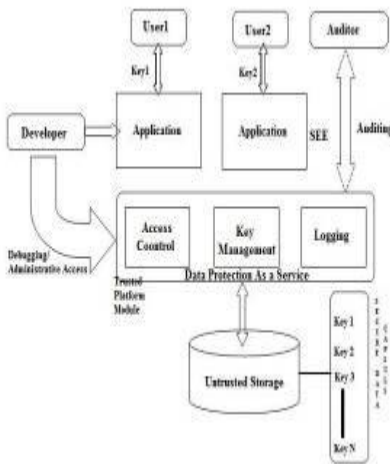 User1
User2
Auditor
Key1
Key2
Developer
Application
Application
SEE
Auditing
Access
Coontrol
Key
Management
Logging
Debugging/
Administrative Access
Data Protection As a Service
Trusted
Platform
Module
Untrusted Storage
Key 1
Key 2
Key 3
Key N